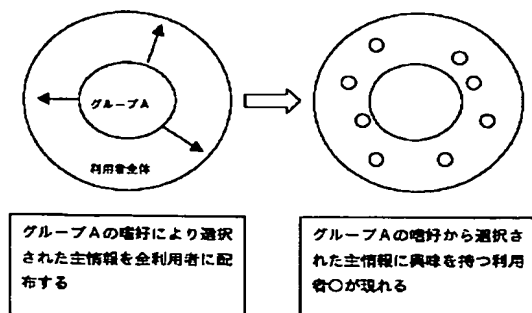 グループA
利用者全体
グループAの嗜好により選択
された主情報を全利用者に配
布する
グループAの嗜好から選択さ
れた主情報に興味を持つ利用
者〇が現れる